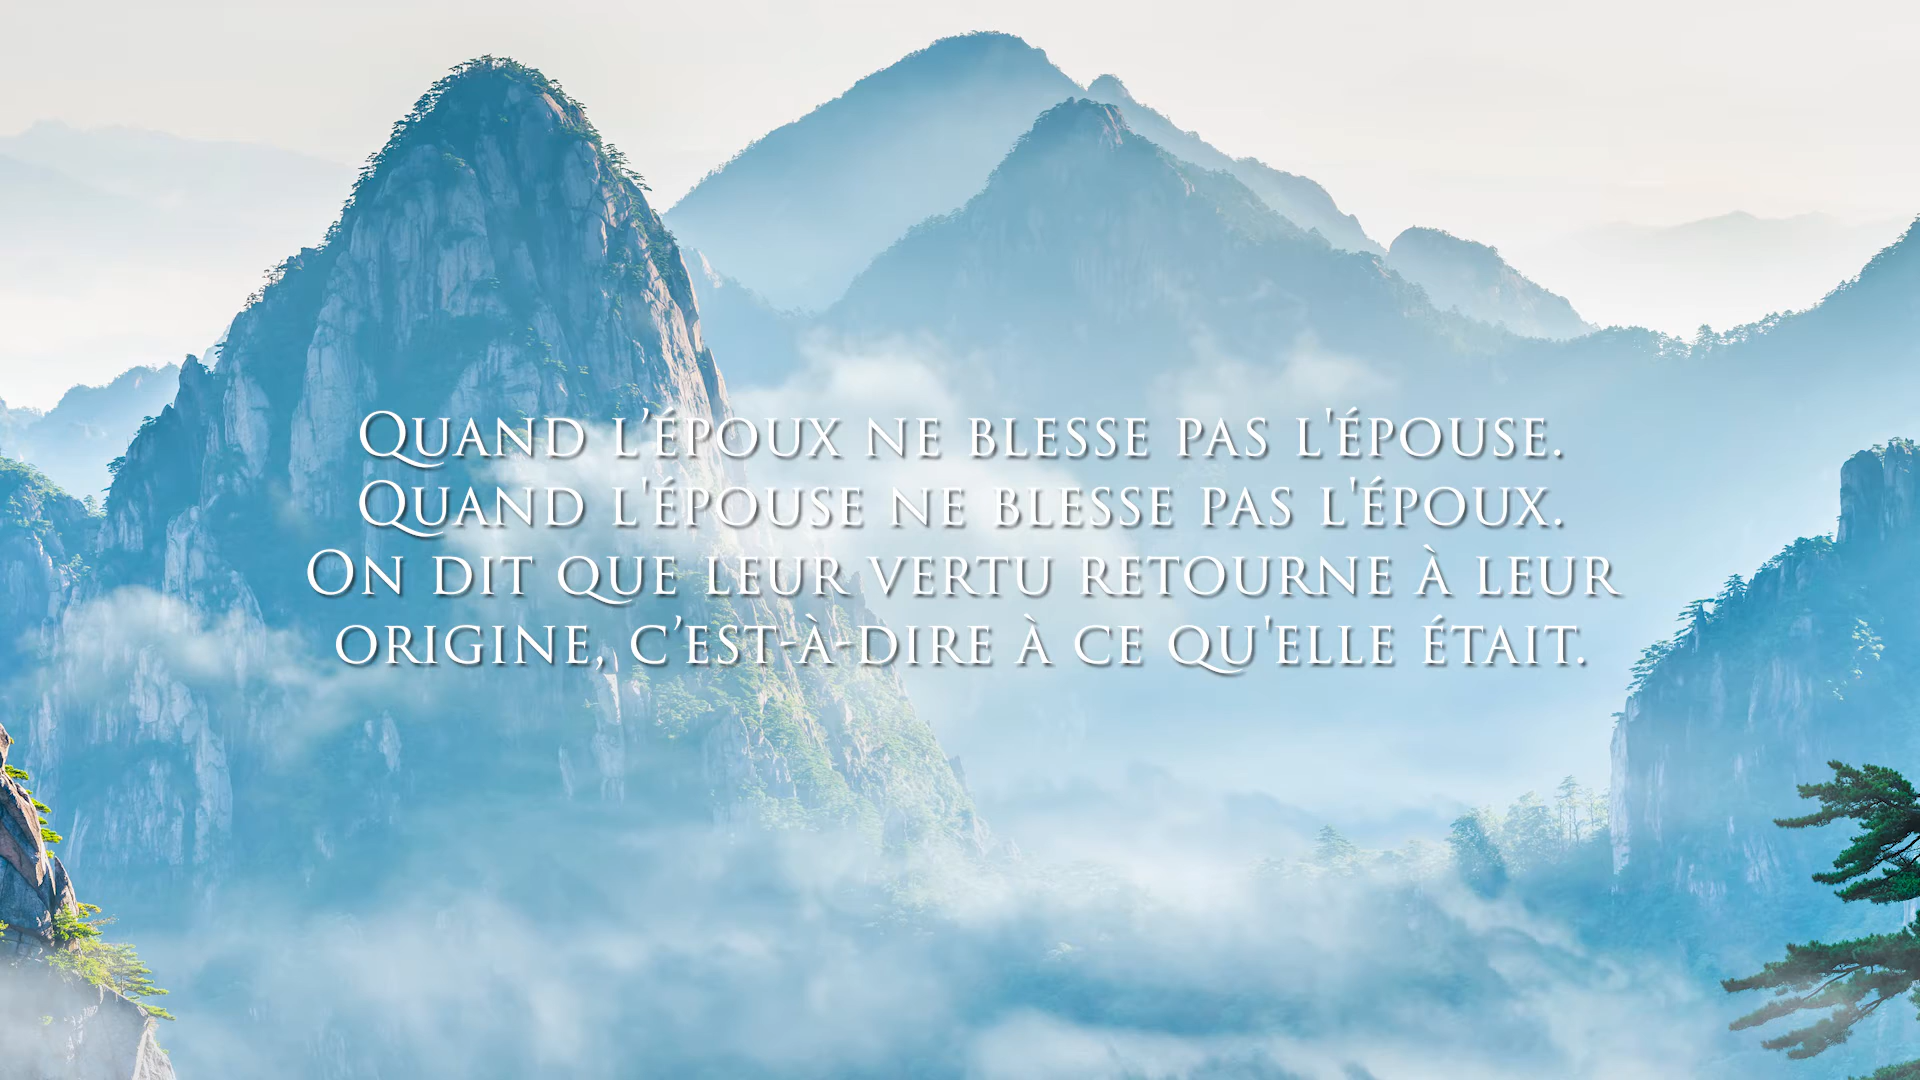 Quand l’époux ne blesse pas l'épouse.
Quand l'épouse ne blesse pas l'époux.
On dit que leur vertu retourne à leur
origine, c’est-à-dire à ce qu'elle était.